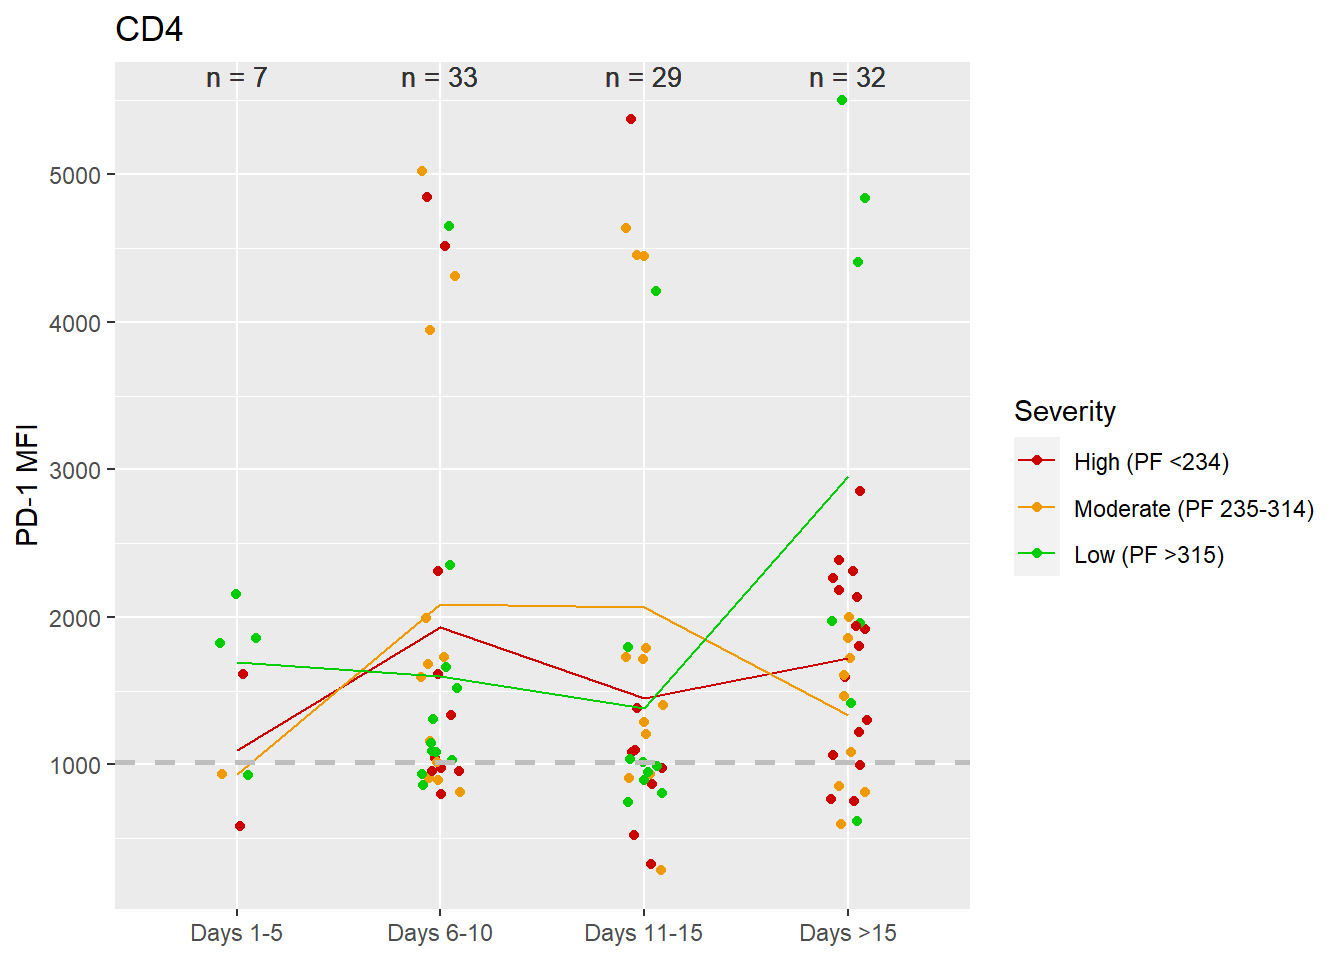 CD4
n = 7
n = 33
n = 29
n = 32
5000
4000
3000
2000
1000
PD-1 MFI
Days 1-5
Days 6-10
Days 11-15
Days >15
Severity
High (PF <234)
Moderate (PF 235-314)
Low (PF >315)